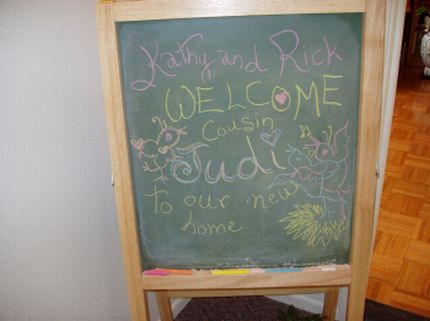 Kathy and Rick
WELCOME
Cousin
Judi
to our new
home